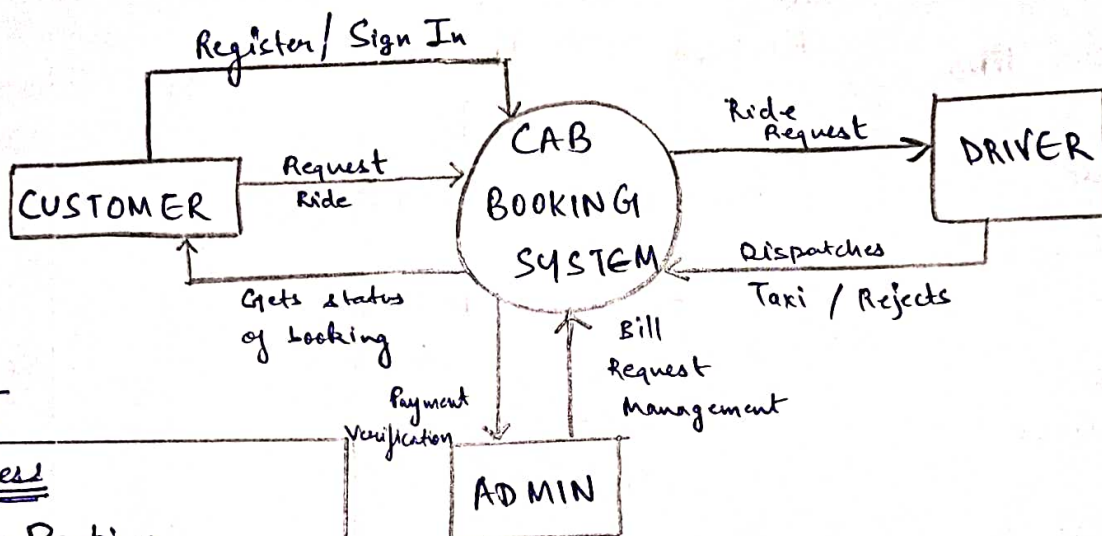 Register/ Sign In
CUSTOMER
Request
Ride
CAB
BOOKING
SYSTEM
Ride
Request
DRIVER
Dispatches
Taxi / Rejects
Gets status
of booking
Payment
Verification
Bill
Request
Management
ADMIN